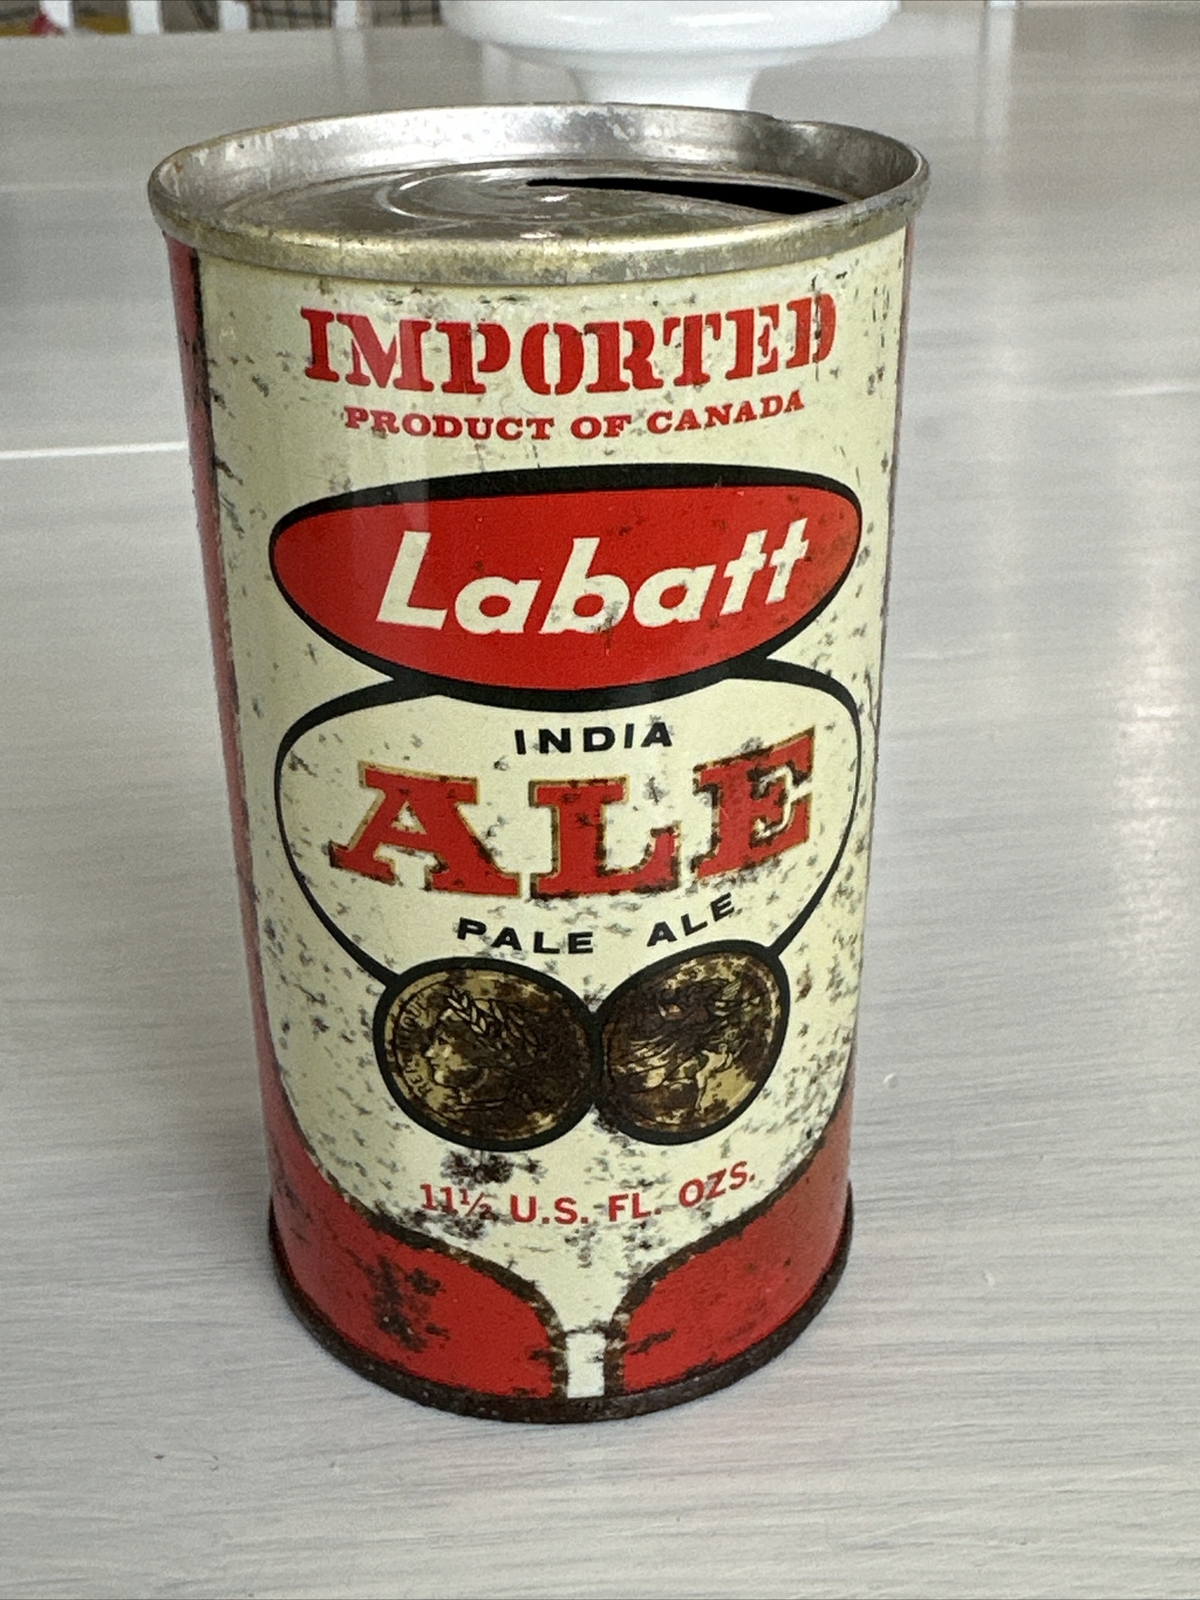 IMPORTED
PRODUCT OF CANADA
Labatt
INDIA
ALE
PALE ALE
11½ U.S. FL. OZS.